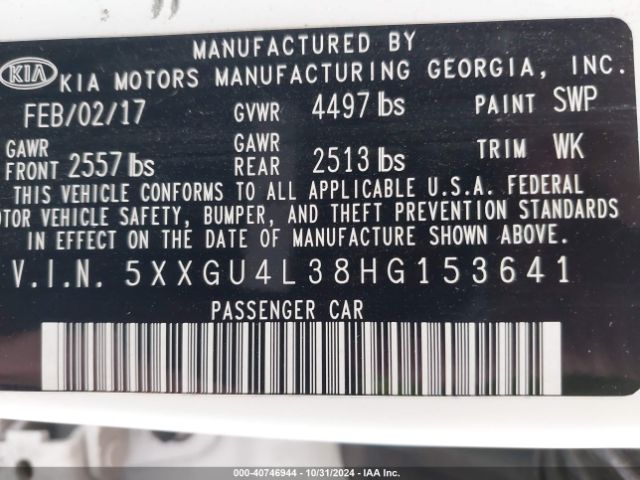 MANUFACTURED BY
KIA KIA MOTORS MANUFACTURING GEORGIA, INC.
FEB/02/17 GVWR 4497 lbs PAINT SWP
GAWR FRONT 2557 lbs GAWR REAR 2513 lbs TRIM WK
THIS VEHICLE CONFORMS TO ALL APPLICABLE U.S.A. FEDERAL
OTOR VEHICLE SAFETY, BUMPER, AND THEFT PREVENTION STANDARDS
IN EFFECT ON THE DATE OF MANUFACTURE SHOWN ABOVE.
V.I.N. 5XXGU4L38HG153641
PASSENGER CAR
000-40746944 | 10/31/2024 - IAA Inc.